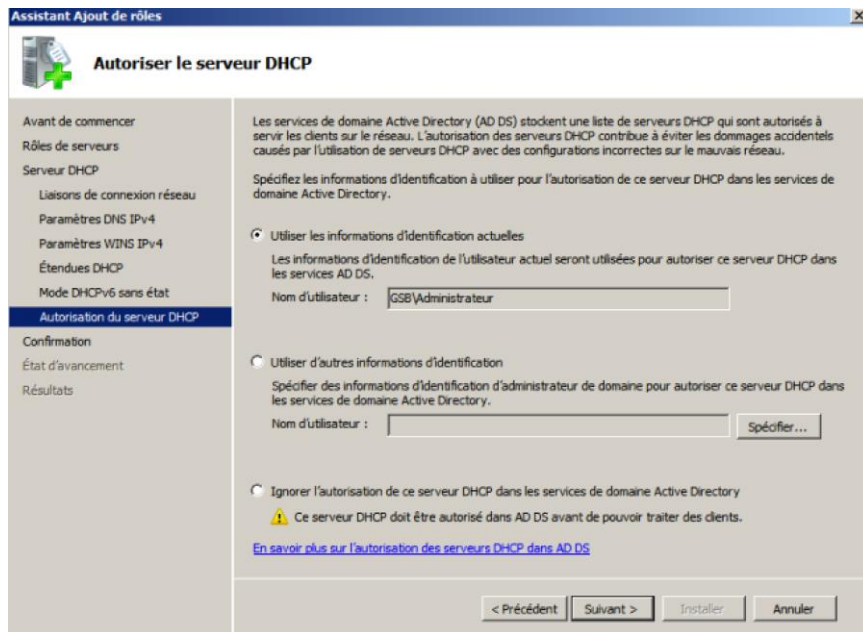 Assistant Ajout de rôles
Autoriser le serveur DHCP
Avant de commencer
Rôles de serveurs
Serveur DHCP
Liaisons de connexion réseau
Paramètres DNS IPv4
Paramètres WINS IPv4
Étendues DHCP
Mode DHCPv6 sans état
Autorisation du serveur DHCP
Confirmation
État d'avancement
Résultats
Les services de domaine Active Directory (AD DS) stockent une liste de serveurs DHCP qui sont autorisés à
servir les clients sur le réseau. L'autorisation des serveurs DHCP contribue à éviter les dommages accidentels
causés par l'utilisation de serveurs DHCP avec des configurations incorrectes sur le mauvais réseau.
Spécifiez les informations d'identification à utiliser pour l'autorisation de ce serveur DHCP dans les services de
domaine Active Directory.
Utiliser les informations d'identification actuelles
Les informations d'identification de l'utilisateur actuel seront utilisées pour autoriser ce serveur DHCP dans
les services AD DS.
Nom d'utilisateur : GSB\Administrateur
Utiliser d'autres informations d'identification
Spécifier des informations d'identification d'administrateur de domaine pour autoriser ce serveur DHCP dans
les services de domaine Active Directory.
Nom d'utilisateur : Spécifier...
Ignorer l'autorisation de ce serveur DHCP dans les services de domaine Active Directory
Ce serveur DHCP doit être autorisé dans AD DS avant de pouvoir traiter des clients.
En savoir plus sur l'autorisation des serveurs DHCP dans AD DS
< Précédent Suivant > Installer Annuler